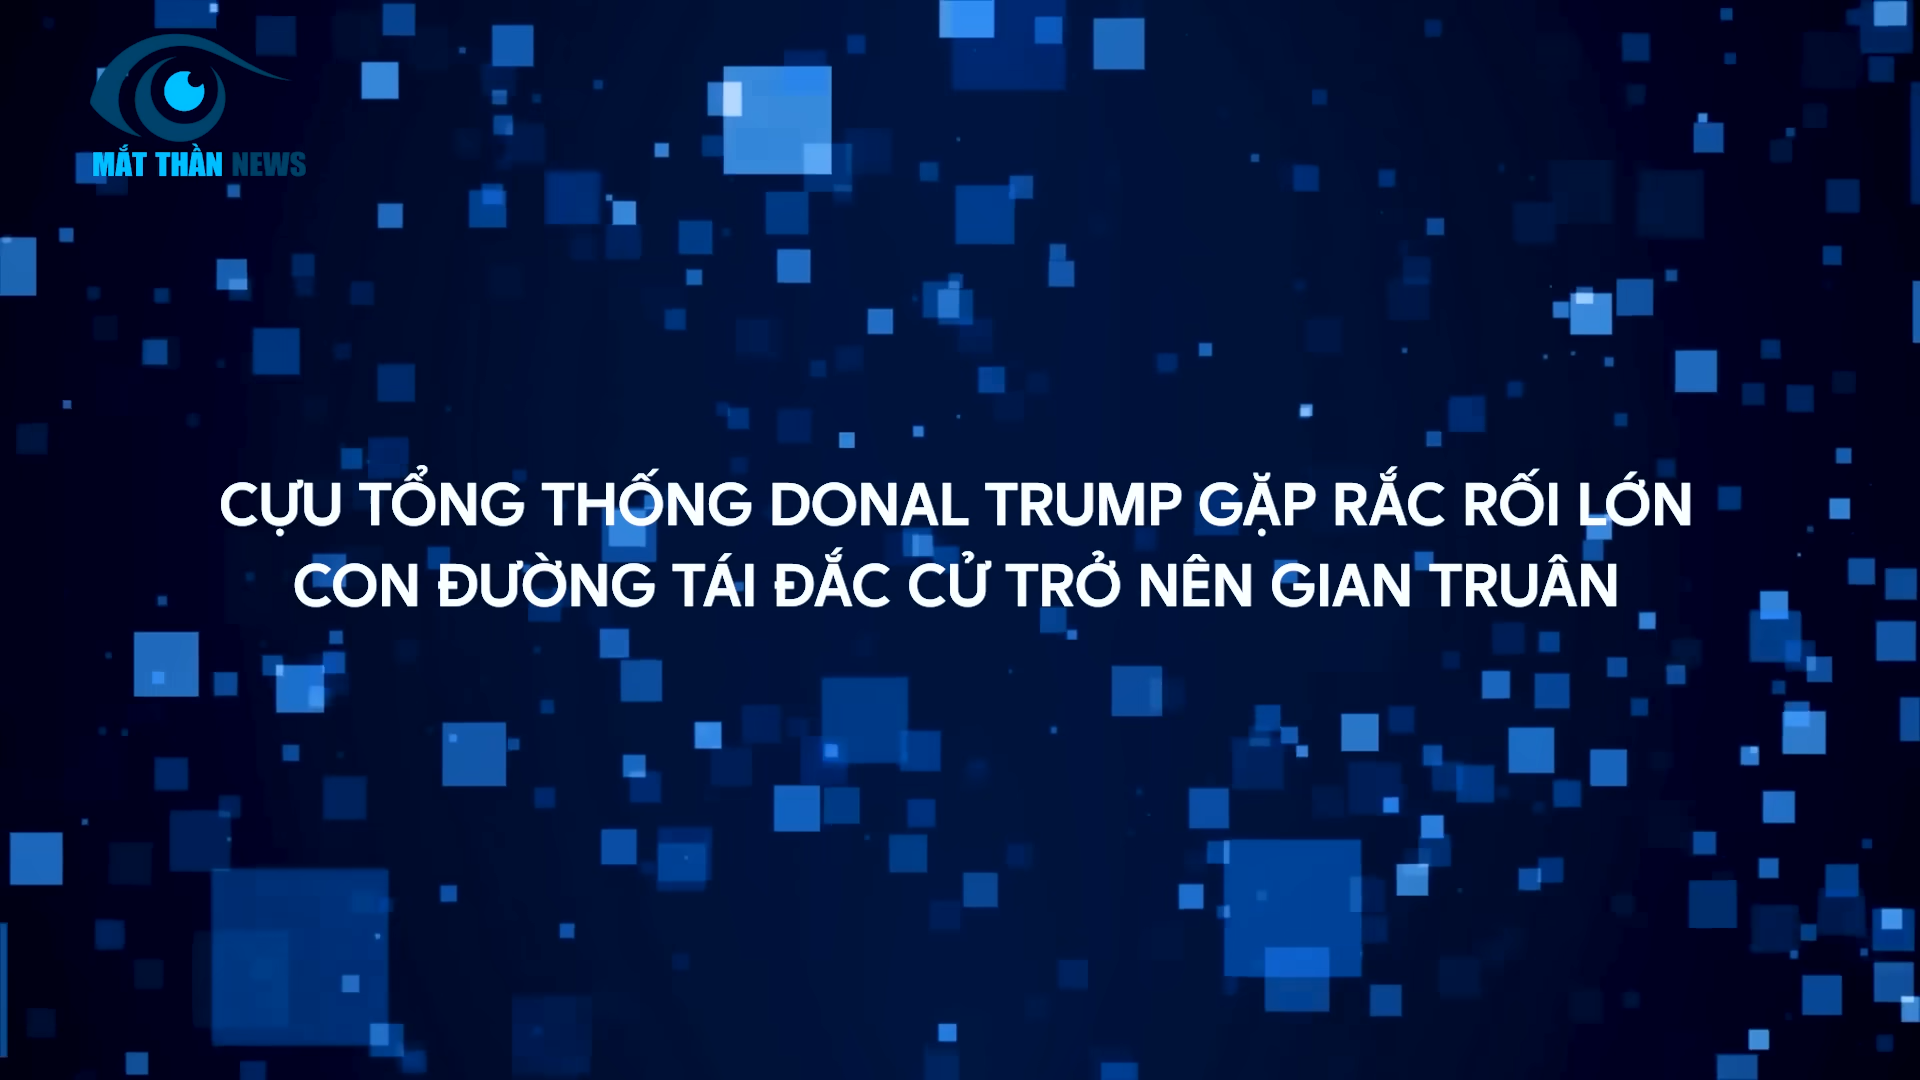 MẮT THẦN NEWS
CỰU TỔNG THỐNG DONAL TRUMP GẶP RẮC RỐI LỚN
CON ĐƯỜNG TÁI ĐẮC CỬ TRỞ NÊN GIAN TRUÂN